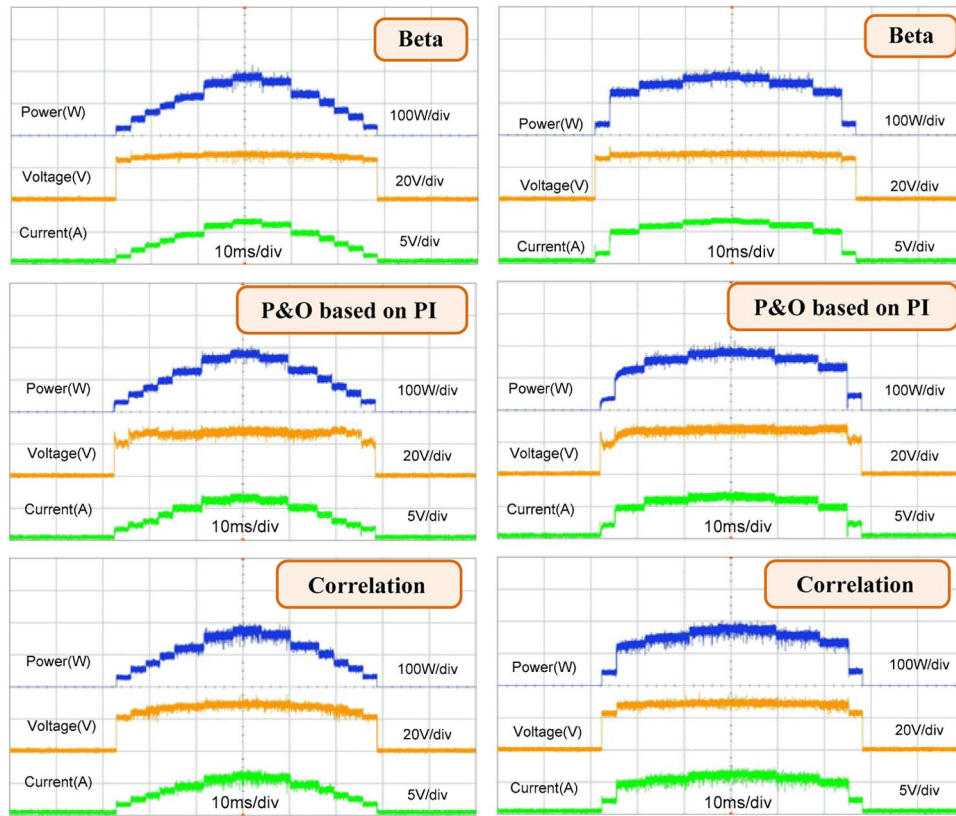 Beta
Power(W)
100W/div
Voltage(V)
20V/div
Current(A)
5V/div
10ms/div
Beta
Power(W)
100W/div
Voltage(V)
20V/div
Current(A)
5V/div
10ms/div
P&O based on PI
Power(W)
100W/div
Voltage(V)
20V/div
Current(A)
5V/div
10ms/div
P&O based on PI
Power(W)
100W/div
Voltage(V)
20V/div
Current(A)
5V/div
10ms/div
Correlation
Power(W)
100W/div
Voltage(V)
20V/div
Current(A)
5V/div
10ms/div
Correlation
Power(W)
100W/div
Voltage(V)
20V/div
Current(A)
5V/div
10ms/div